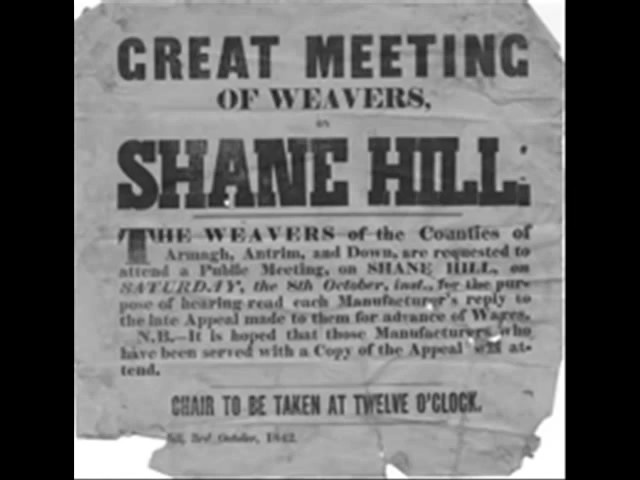 GREAT MEETING
OF WEAVERS,
ON
SHANE HILL.
THE WEAVERS of the Counties of
Armagh, Antrim, and Down, are requested to
attend a Public Meeting, on SHANE HILL, on
SATURDAY, the 8th October, inst., for the pur-
pose of hearing read each Manufacturer's reply to
the late Appeal made to them for advance of Wages.
N.B.—It is hoped that those Manufacturers who
have been served with a Copy of the Appeal will at-
tend.
CHAIR TO BE TAKEN AT TWELVE O'CLOCK.
3rd October, 1842.